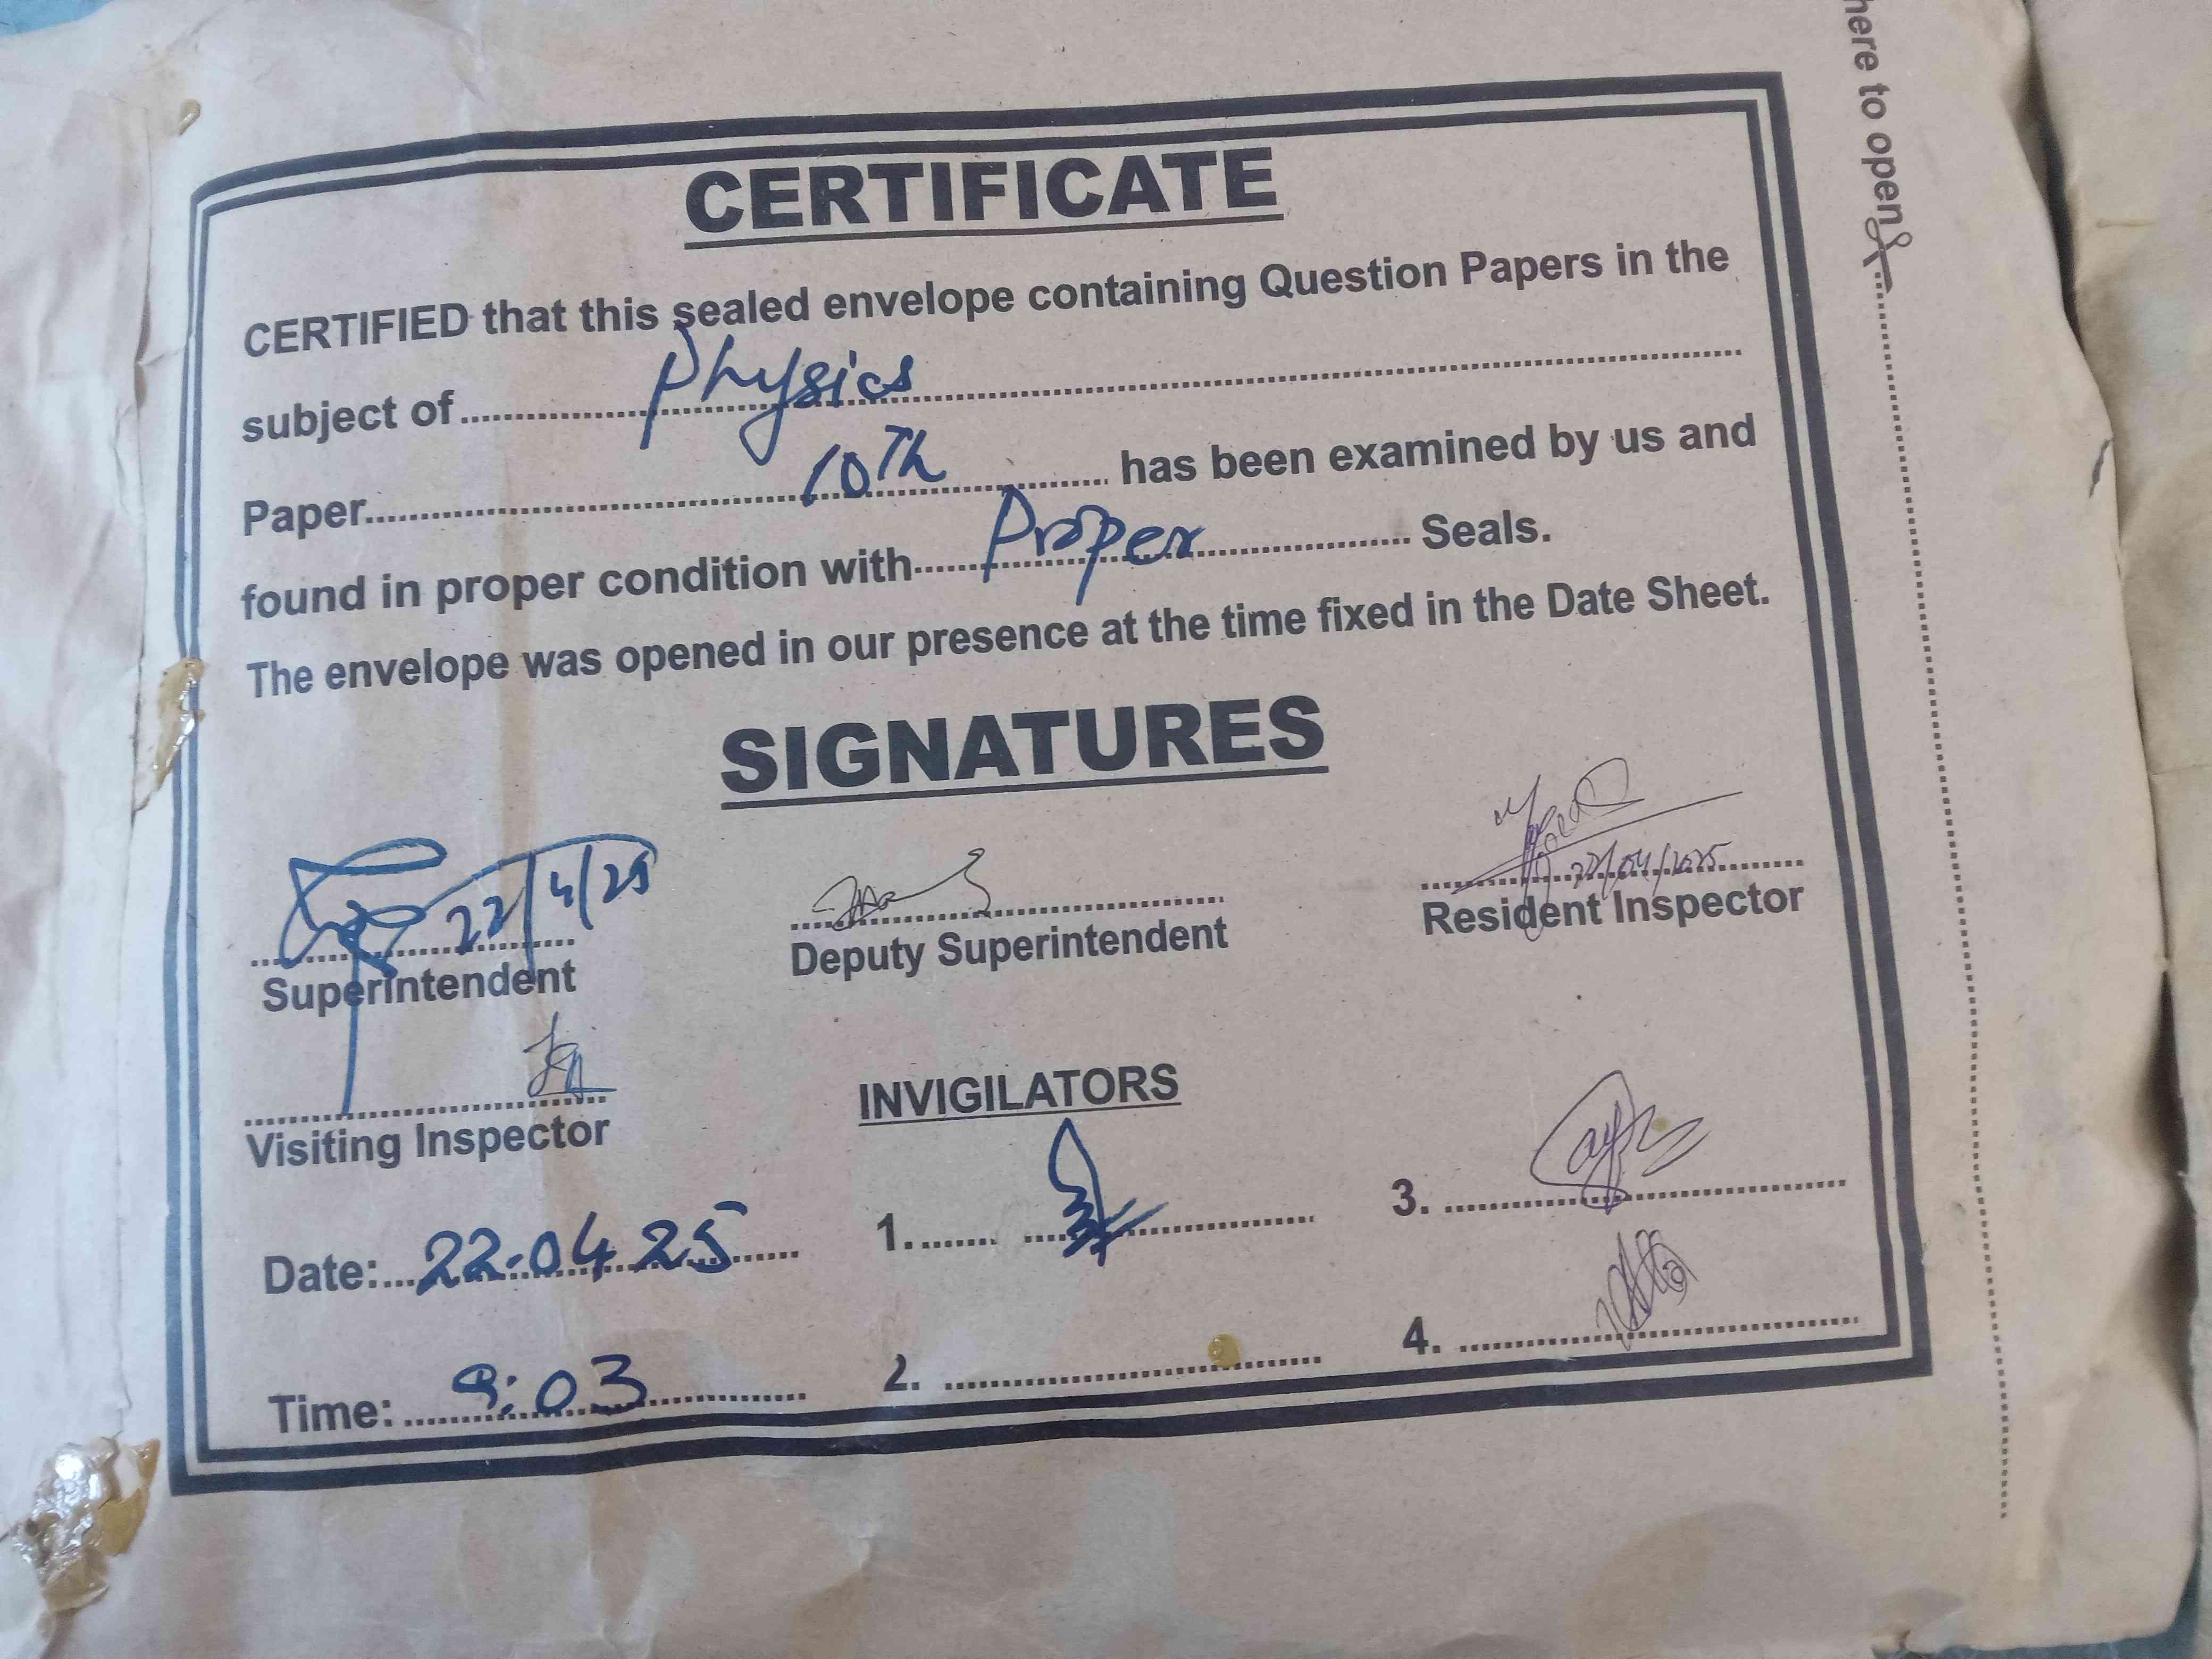 here to open
CERTIFICATE
CERTIFIED that this sealed envelope containing Question Papers in the
subject of.......... Physics ..........
Paper.......... 10Th .......... has been examined by us and
found in proper condition with.......... Proper .......... Seals.
The envelope was opened in our presence at the time fixed in the Date Sheet.
SIGNATURES
22/4/25
22/04/2025
Superintendent Deputy Superintendent Resident Inspector
Visiting Inspector
INVIGILATORS
Date:... 22.04.25 ......
1. .......... 3. ..........
Time: ...... 9:03 ..........
2. .......... 4. ..........